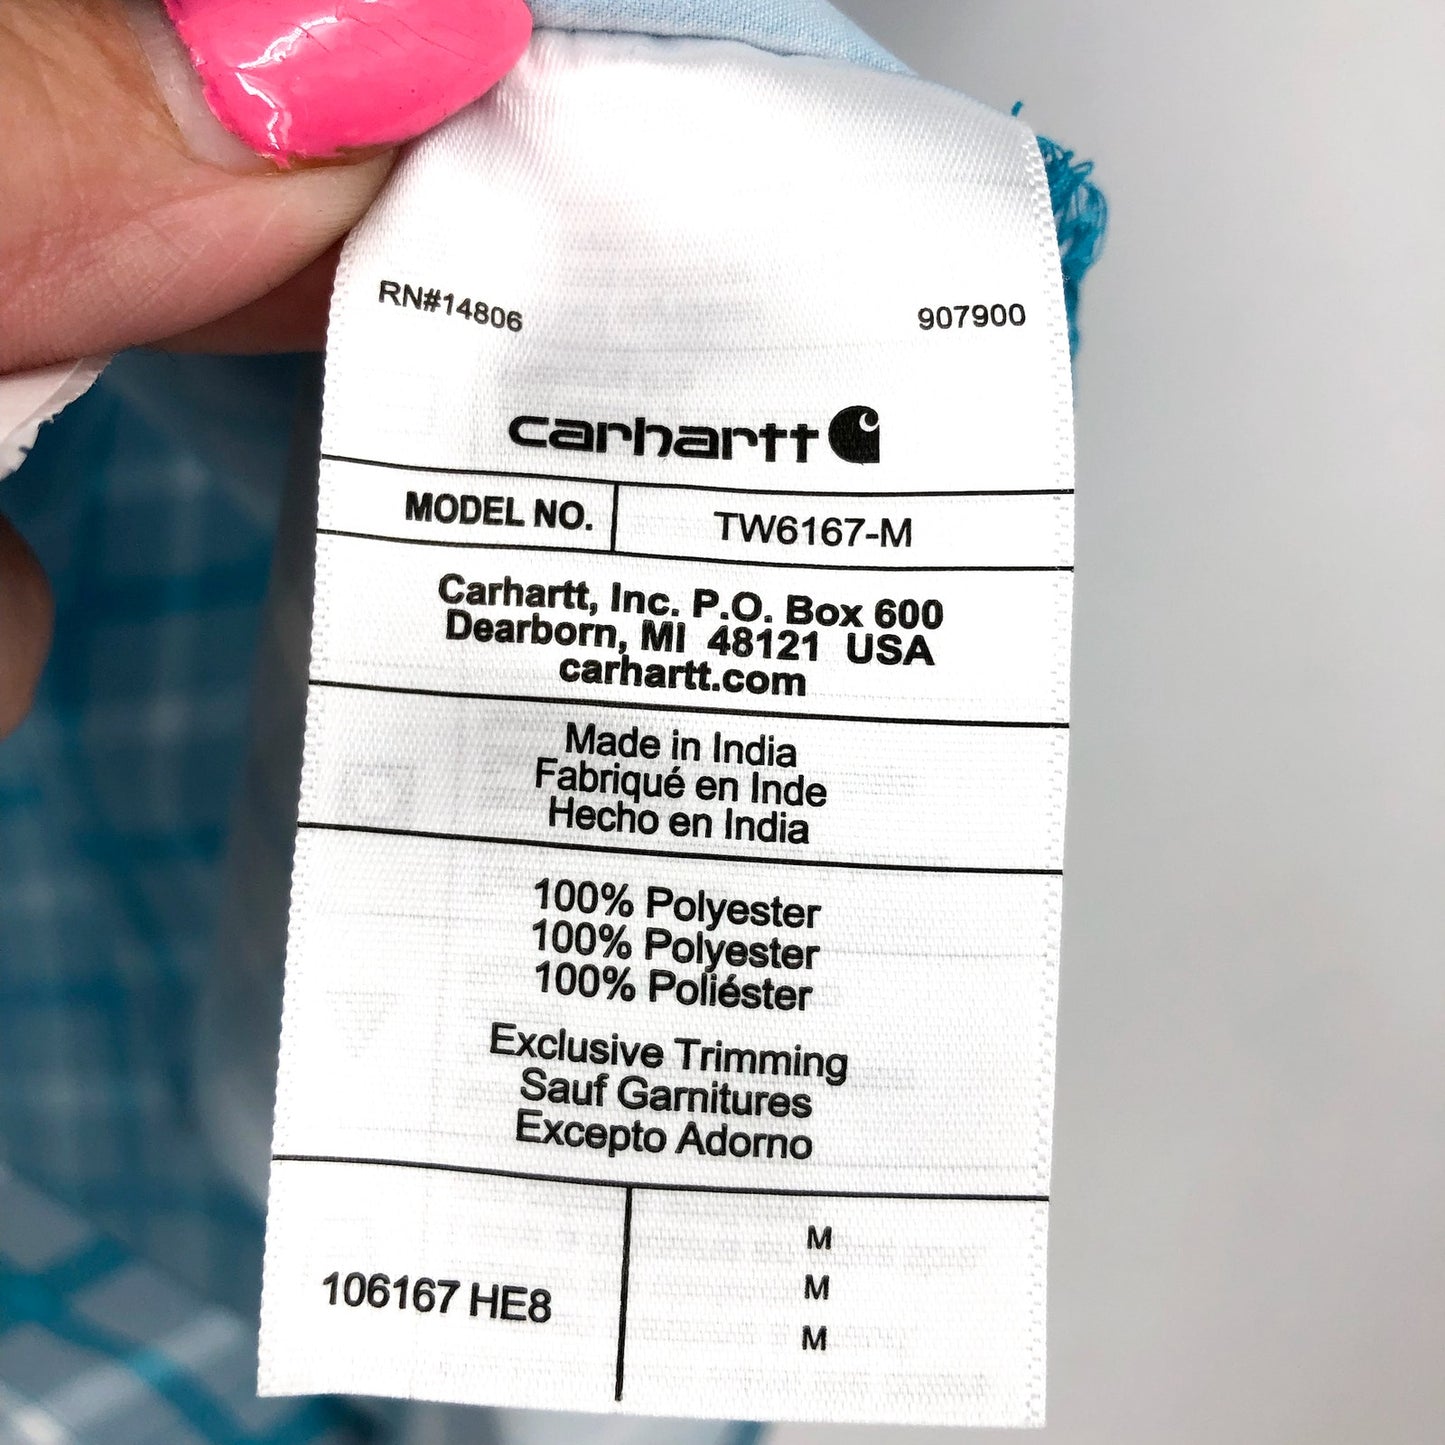 RN#14806 907900
carhartt
MODEL NO. TW6167-M
Carhartt, Inc. P.O. Box 600
Dearborn, MI 48121 USA
carhartt.com
Made in India
Fabriqué en Inde
Hecho en India
100% Polyester
100% Polyester
100% Poliéster
Exclusive Trimming
Sauf Garnitures
Excepto Adorno
106167 HE8
M
M
M